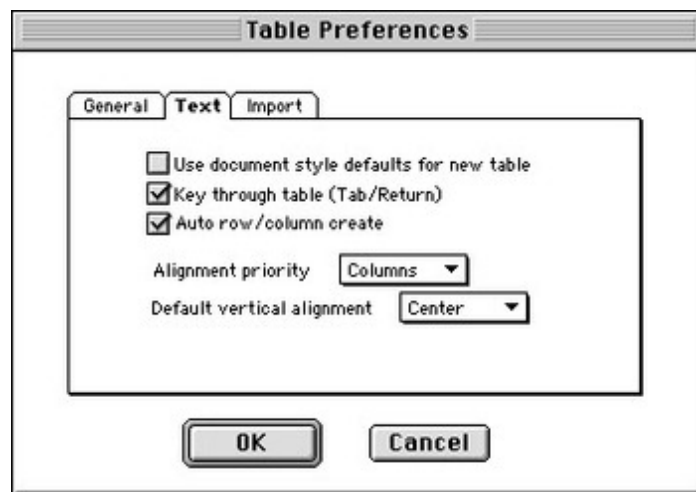 Table Preferences
General Text Import
Use document style defaults for new table
Key through table (Tab/Return)
Auto row/column create
Alignment priority Columns
Default vertical alignment Center
OK Cancel